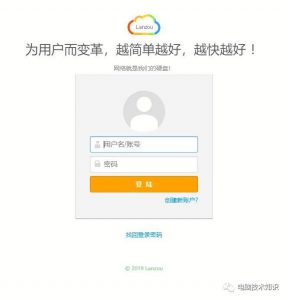 Lanzou
为用户而变革，越简单越好，越快越好！
网络就是我们的硬盘！
用户名/账号
密码
登 陆
创建新账户?
找回登录密码
© 2019 Lanzou
电脑技术知识